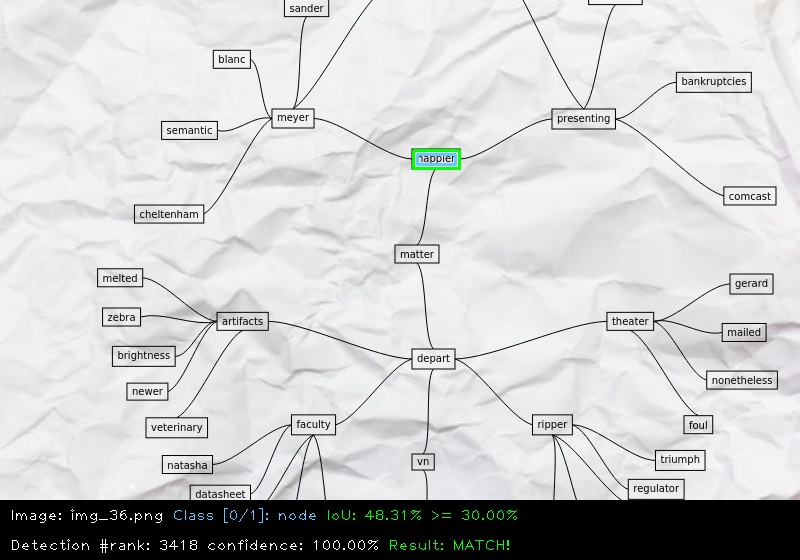 sander
blanc
bankruptcies
meyer
presenting
semantic
happier
comcast
cheltenham
matter
melted
gerard
zebra
artifacts
theater
mailed
brightness
depart
nonetheless
newer
veterinary
faculty
ripper
foul
natasha
vn
triumph
datasheet
regulator
Image: img_36.png Class [0/1]: node IoU: 48.31% >= 30.00%
Detection #rank: 3418 confidence: 100.00% Result: MATCH!